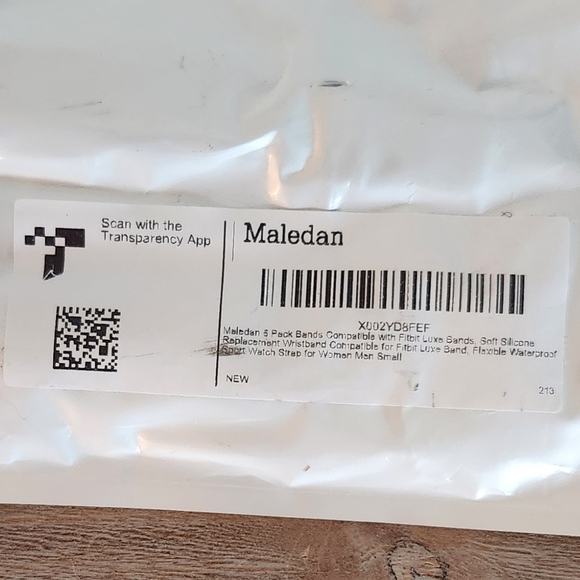 Scan with the
Transparency App
Maledan
X002YD8FEF
Maledan 5 Pack Bands Compatible with Fitbit Luxe Bands, Soft Silicone
Replacement Wristband Compatible for Fitbit Luxe Band, Flexible Waterproof
Sport Watch Strap for Women Men Small
NEW
213